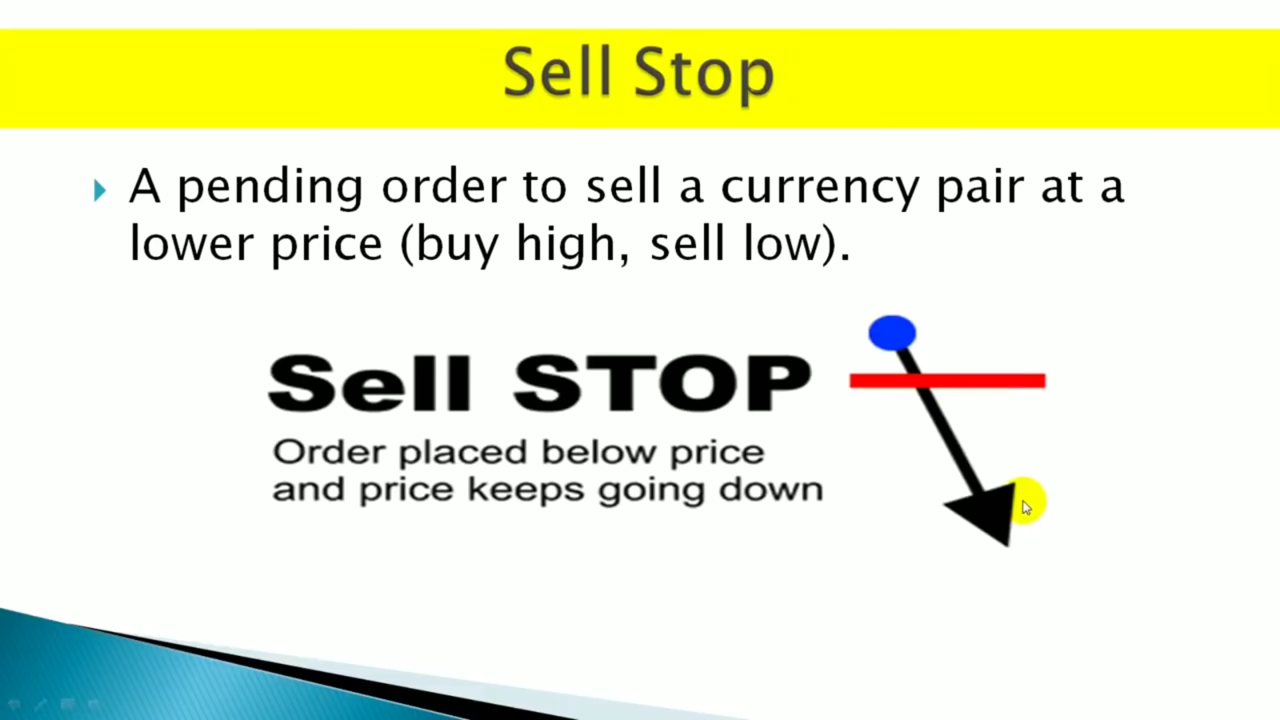 Sell Stop
A pending order to sell a currency pair at a
lower price (buy high, sell low).
Sell STOP
Order placed below price
and price keeps going down